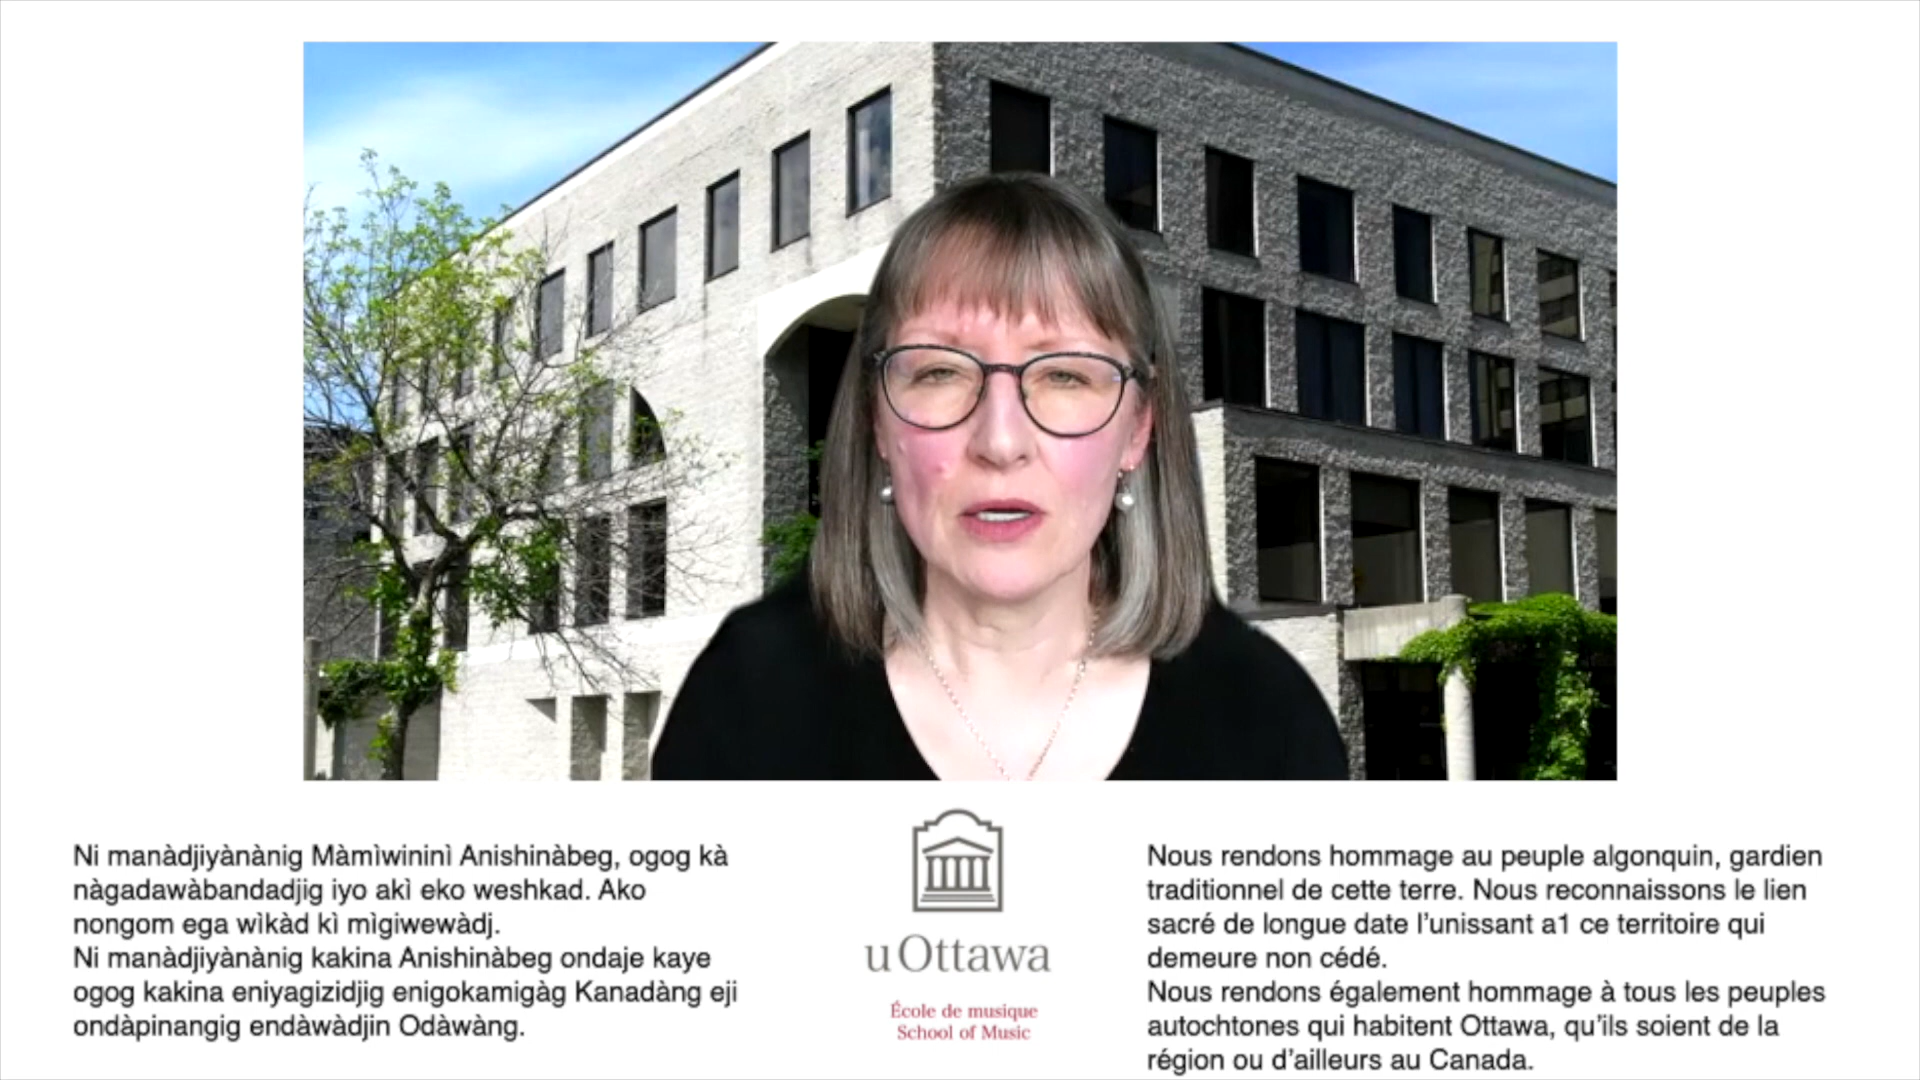 Ni manàdjiyànànig Màmìwininì Anishinàbeg, ogog kà
nàgadawàbandadjig iyo akì eko weshkad. Ako
nongom ega wìkàd kì mìgiwewàdj.
Ni manàdjiyànànig kakina Anishinàbeg ondaje kaye
ogog kakina eniyagizidjig enigokamigàg Kanadàng eji
ondàpinangig endàwàdjin Odàwàng.
uOttawa
École de musique
School of Music
Nous rendons hommage au peuple algonquin, gardien
traditionnel de cette terre. Nous reconnaissons le lien
sacré de longue date l’unissant a1 ce territoire qui
demeure non cédé.
Nous rendons également hommage à tous les peuples
autochtones qui habitent Ottawa, qu’ils soient de la
région ou d’ailleurs au Canada.